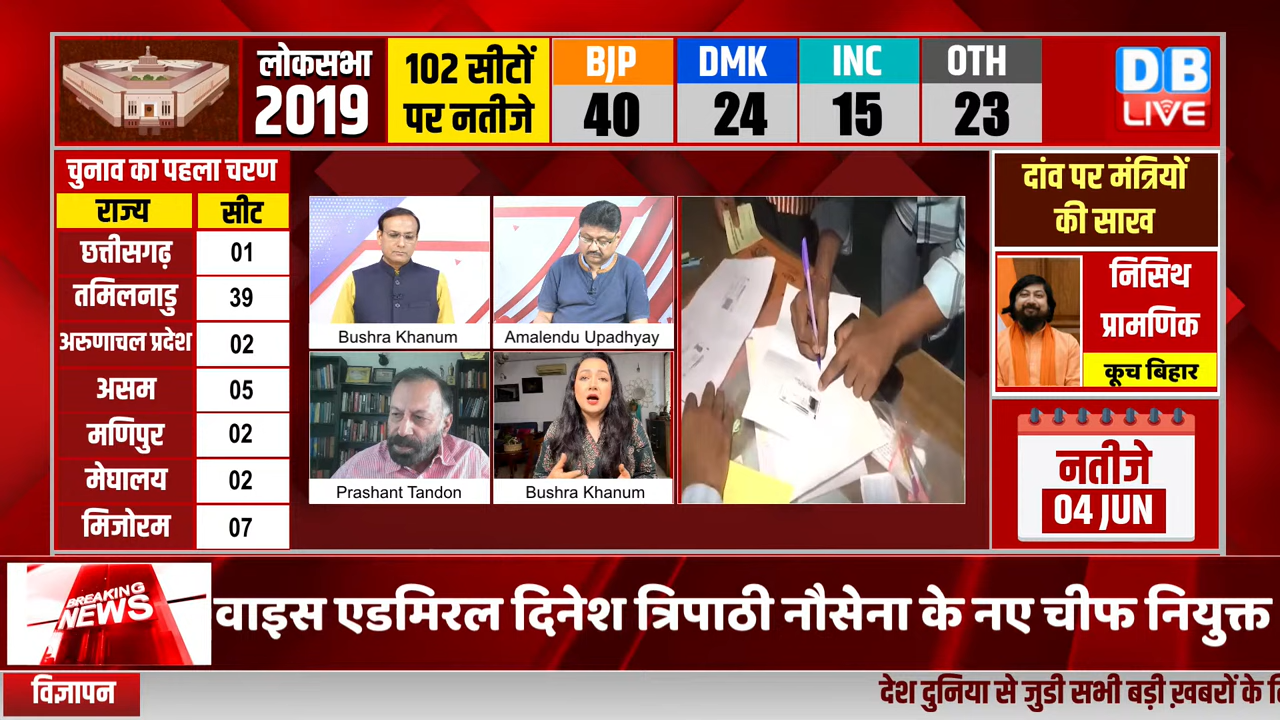 लोकसभा
2019
102 सीटों
पर नतीजे
BJP
40
DMK
24
INC
15
OTH
23
DB
LIVE
चुनाव का पहला चरण
राज्य सीट
छत्तीसगढ़ 01
तमिलनाडु 39
अरुणाचल प्रदेश 02
असम 05
मणिपुर 02
मेघालय 02
मिजोरम 07
Bushra Khanum
Amalendu Upadhyay
Prashant Tandon
Bushra Khanum
दांव पर मंत्रियों
की साख
निसिथ
प्रामणिक
कूच बिहार
नतीजे
04 JUN
BREAKING
NEWS
वाइस एडमिरल दिनेश त्रिपाठी नौसेना के नए चीफ नियुक्त
विज्ञापन
देश दुनिया से जुडी सभी बड़ी ख़बरों के